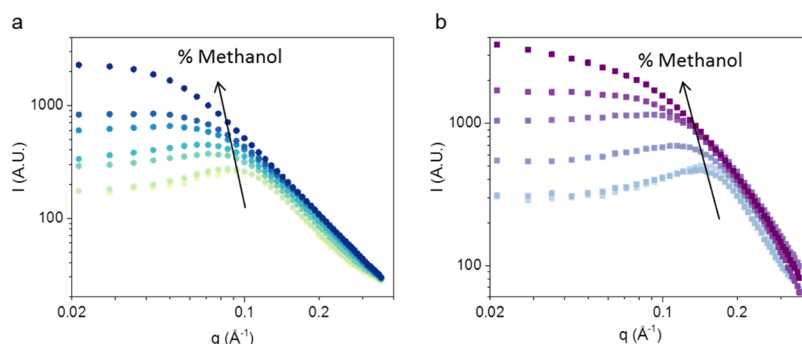 a
% Methanol
1000
100
I (A.U.)
0.02
0.1
0.2
q (Å-1)
b
% Methanol
1000
100
I (A.U.)
0.02
0.1
0.2
q (Å-1)